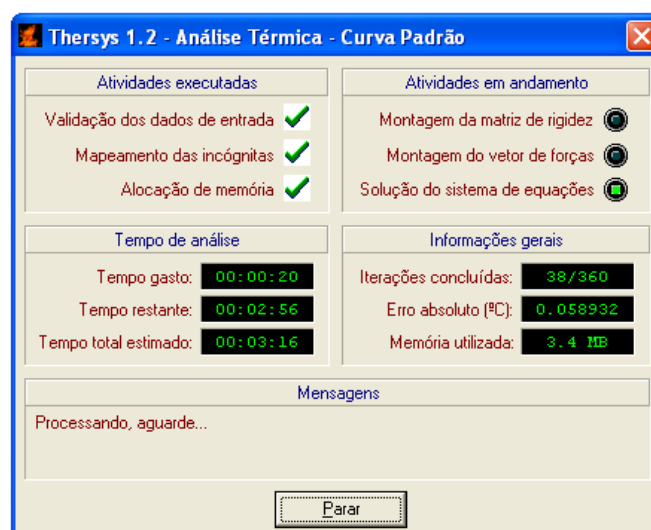 Thersys 1.2 - Análise Térmica - Curva Padrão
Atividades executadas
Validação dos dados de entrada
Mapeamento das incógnitas
Alocação de memória
Atividades em andamento
Montagem da matriz de rigidez
Montagem do vetor de forças
Solução do sistema de equações
Tempo de análise
Tempo gasto: 00:00:20
Tempo restante: 00:02:56
Tempo total estimado: 00:03:16
Informações gerais
Iterações concluídas: 38/360
Erro absoluto (ºC): 0.058932
Memória utilizada: 3.4 MB
Mensagens
Processando, aguarde...
Parar